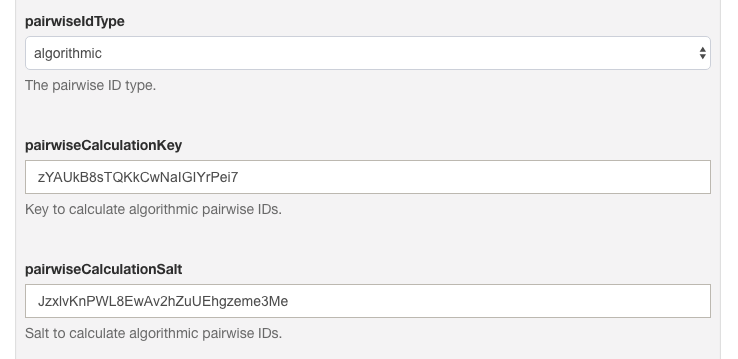 pairwiseIdType
algorithmic
The pairwise ID type.
pairwiseCalculationKey
zYAUkB8sTQKkCwNaIGIYrPei7
Key to calculate algorithmic pairwise IDs.
pairwiseCalculationSalt
JzxlvKnPWL8EwAv2hZuUEhgzeme3Me
Salt to calculate algorithmic pairwise IDs.